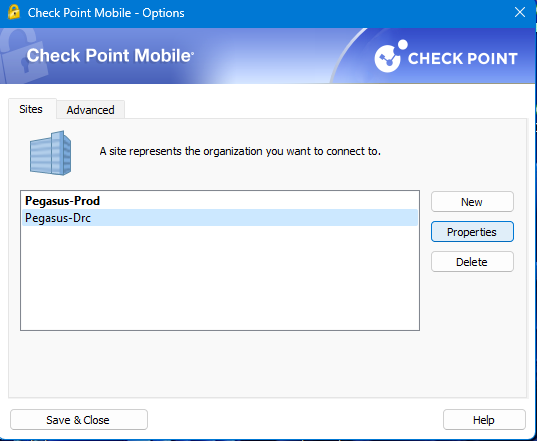 Check Point Mobile - Options
Check Point Mobile®
CHECK POINT
Sites
Advanced
A site represents the organization you want to connect to.
Pegasus-Prod
Pegasus-Drc
New
Properties
Delete
Save & Close
Help